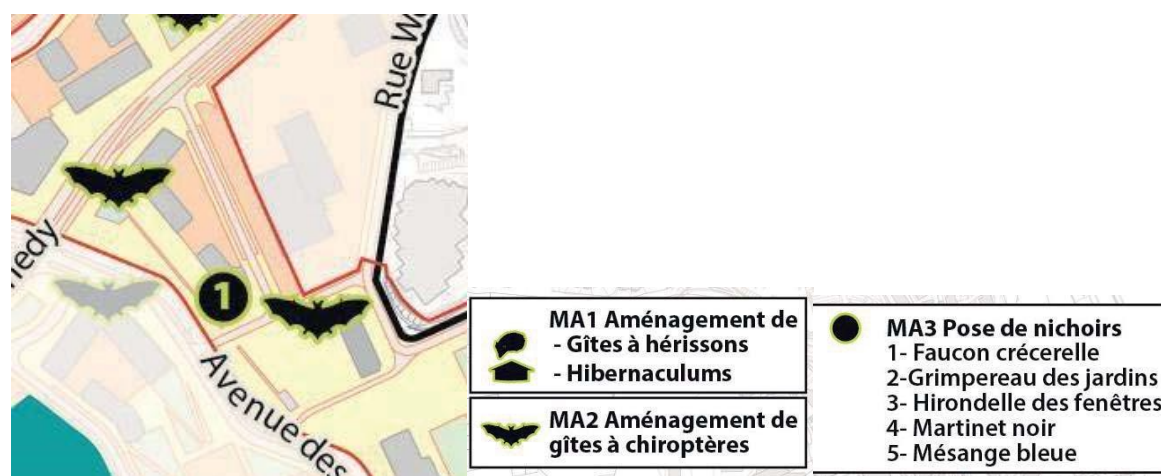 Rue W
nedy
1
Avenue des
MA1 Aménagement de
- Gîtes à hérissons
- Hibernaculums
MA2 Aménagement de
gîtes à chiroptères
MA3 Pose de nichoirs
1- Faucon crécerelle
2-Grimpereau des jardins
3- Hirondelle des fenêtres
4- Martinet noir
5- Mésange bleue